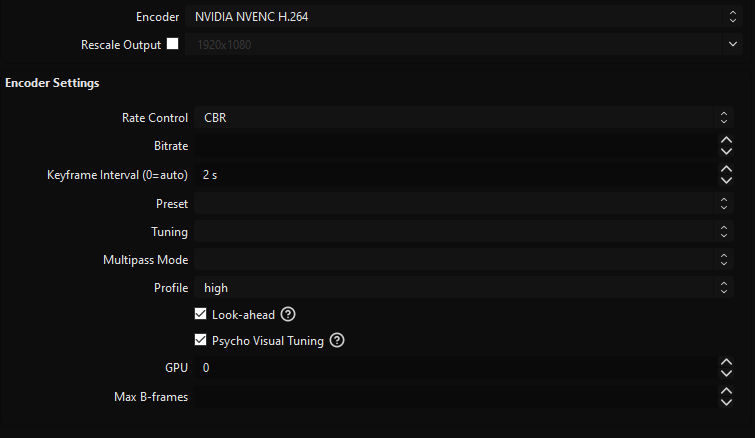 Encoder NVIDIA NVENC H.264
Rescale Output 1920x1080
Encoder Settings
Rate Control CBR
Bitrate
Keyframe Interval (0=auto) 2 s
Preset
Tuning
Multipass Mode
Profile high
Look-ahead ?
Psycho Visual Tuning ?
GPU 0
Max B-frames